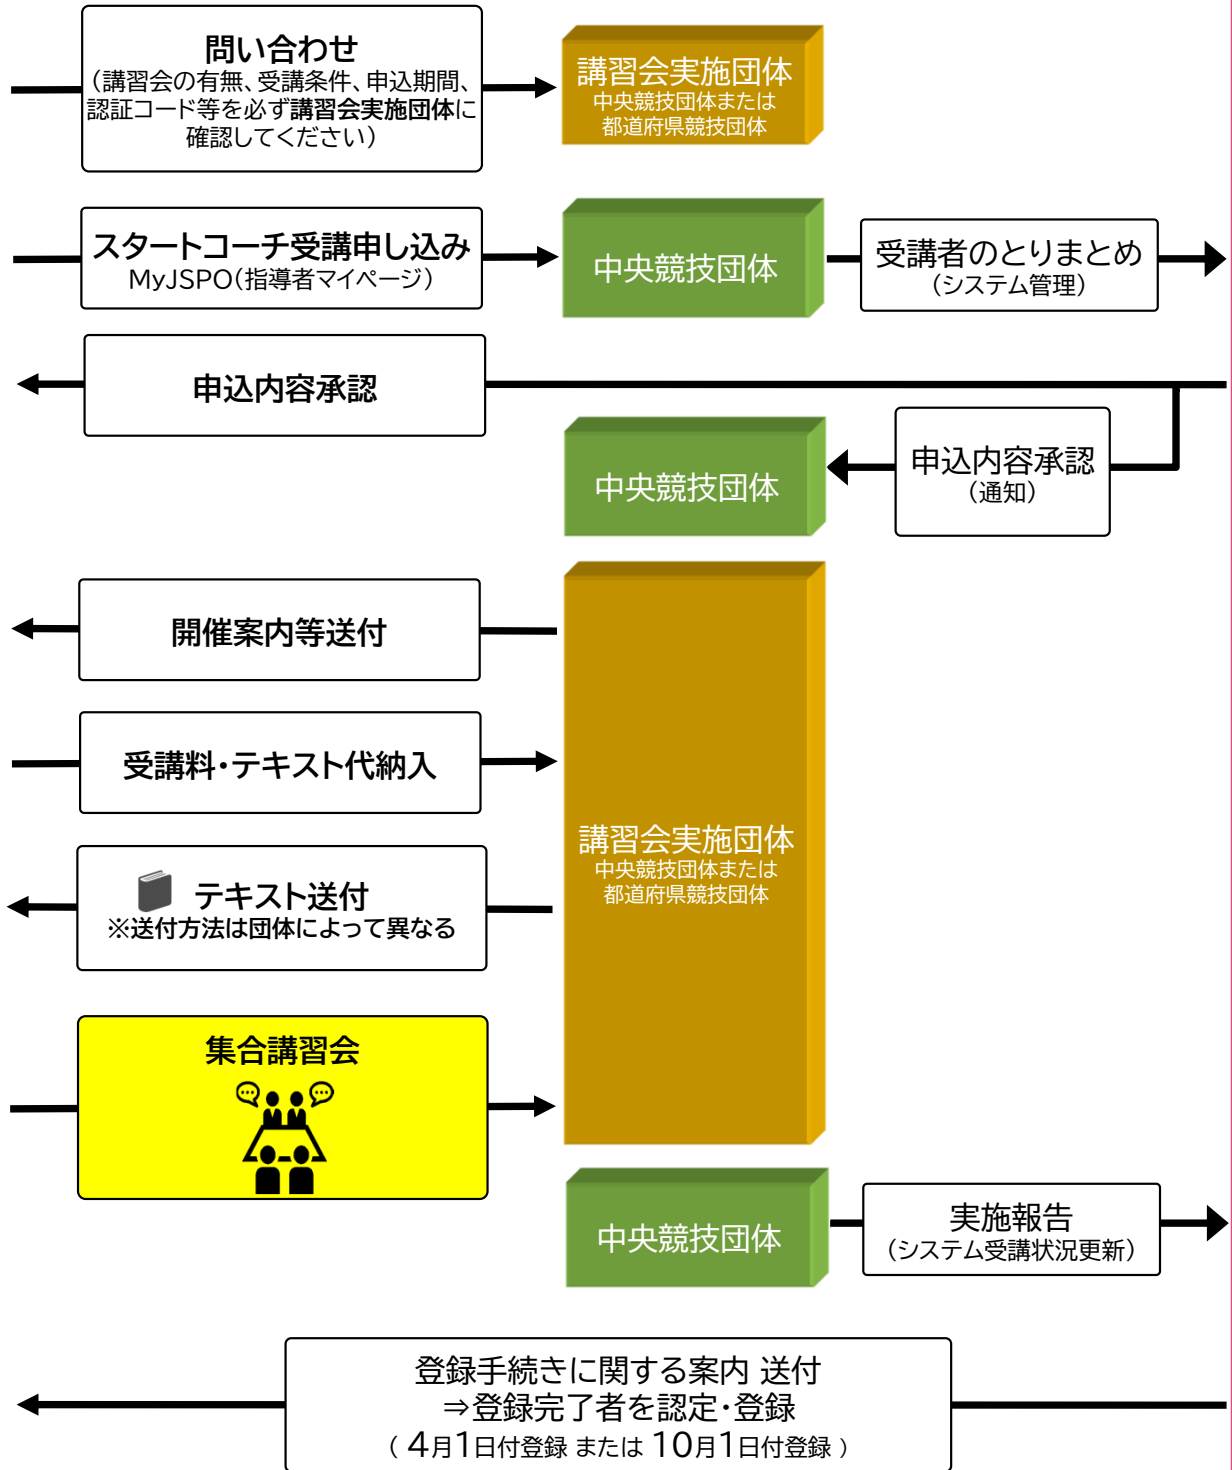 問い合わせ
（講習会の有無、受講条件、申込期間、
認証コード等を必ず講習会実施団体に
確認してください）
講習会実施団体
中央競技団体または
都道府県競技団体
スタートコーチ受講申し込み
MyJSPO（指導者マイページ）
中央競技団体
受講者のとりまとめ
（システム管理）
申込内容承認
中央競技団体
申込内容承認
（通知）
開催案内等送付
受講料・テキスト代納入
講習会実施団体
中央競技団体または
都道府県競技団体
テキスト送付
※送付方法は団体によって異なる
集合講習会
中央競技団体
実施報告
（システム受講状況更新）
登録手続きに関する案内 送付
⇒登録完了者を認定・登録
（ 4月1日付登録 または 10月1日付登録 ）